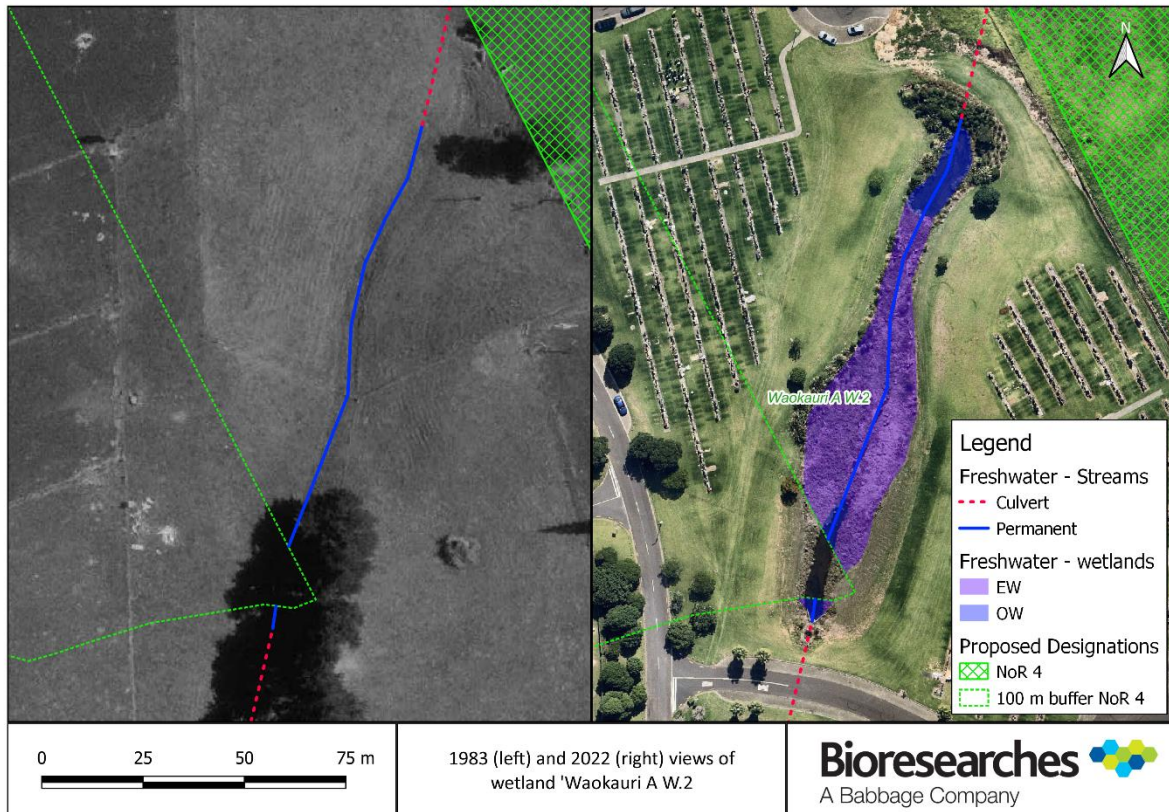 N
Waokauri A W.2
Legend
Freshwater - Streams
Culvert
Permanent
Freshwater - wetlands
EW
OW
Proposed Designations
NoR 4
100 m buffer NoR 4
0 25 50 75 m
1983 (left) and 2022 (right) views of
wetland 'Waokauri A W.2
Bioresearches
A Babbage Company